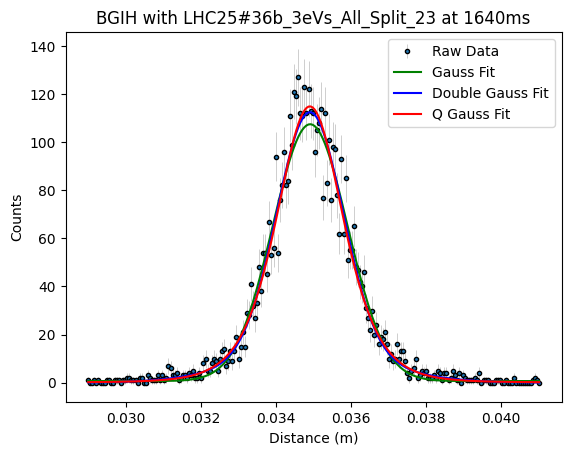 BGIH with LHC25#36b_3eVs_All_Split_23 at 1640ms
140
120
100
80
60
40
20
0
Counts
Raw Data
Gauss Fit
Double Gauss Fit
Q Gauss Fit
0.030 0.032 0.034 0.036 0.038 0.040
Distance (m)